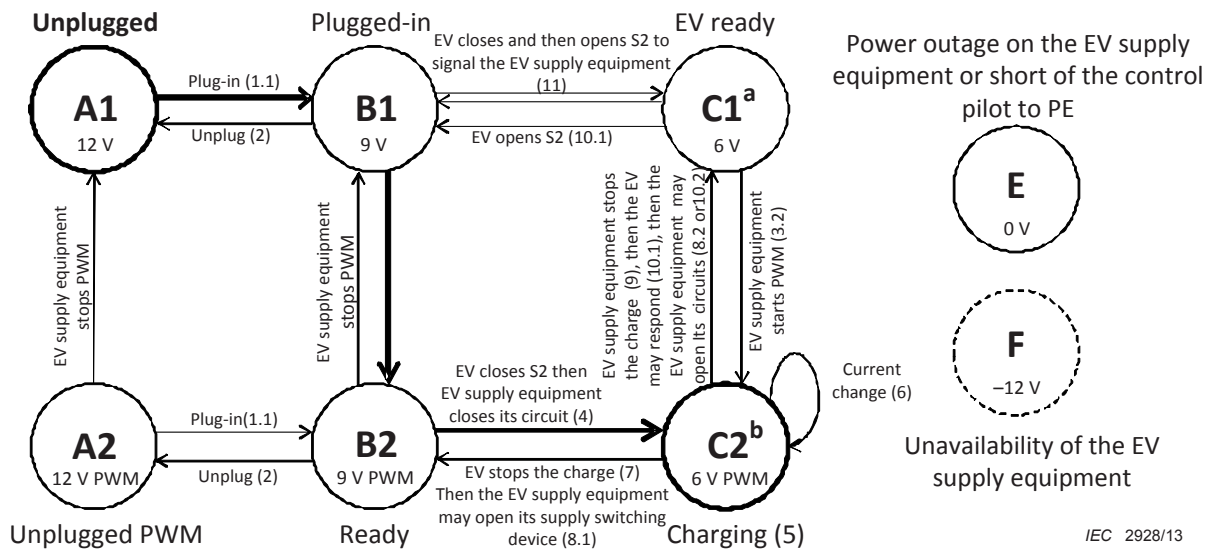 Unplugged
Plugged-in
EV ready
A1
12 V
B1
9 V
C1a
6 V
Plug-in (1.1)
Unplug (2)
EV closes and then opens S2 to
signal the EV supply equipment
(11)
EV opens S2 (10.1)
Power outage on the EV supply
equipment or short of the control
pilot to PE
E
0 V
F
–12 V
Unavailability of the EV
supply equipment
EV supply equipment
stops PWM
EV supply equipment
stops PWM
EV supply equipment stops
the charge (9), then the EV
may respond (10.1), then the
EV supply equipment may
open Its circuits (8.2 or10.2)
EV supply equipment
starts PWM (3.2)
Current
change (6)
A2
12 V PWM
B2
9 V PWM
C2b
6 V PWM
Plug-in(1.1)
Unplug (2)
EV closes S2 then
EV supply equipment
closes its circuit (4)
EV stops the charge (7)
Then the EV supply equipment
may open its supply switching
device (8.1)
Unplugged PWM
Ready
Charging (5)
IEC 2928/13